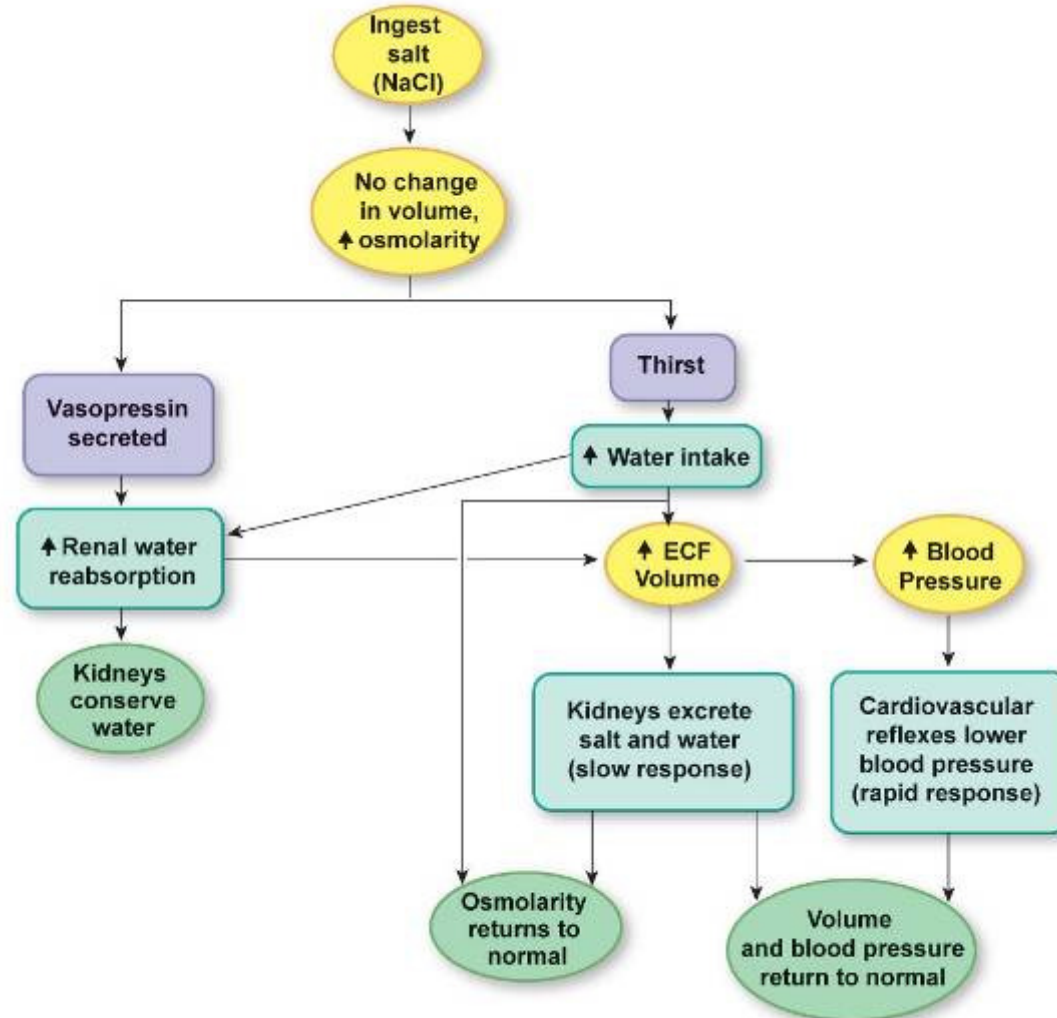 Ingest
salt
(NaCl)
No change
in volume,
↑ osmolarity
Vasopressin
secreted
Thirst
↑ Water intake
↑ Renal water
reabsorption
↑ ECF
Volume
↑ Blood
Pressure
Kidneys
conserve
water
Kidneys excrete
salt and water
(slow response)
Cardiovascular
reflexes lower
blood pressure
(rapid response)
Osmolarity
returns to
normal
Volume
and blood pressure
return to normal